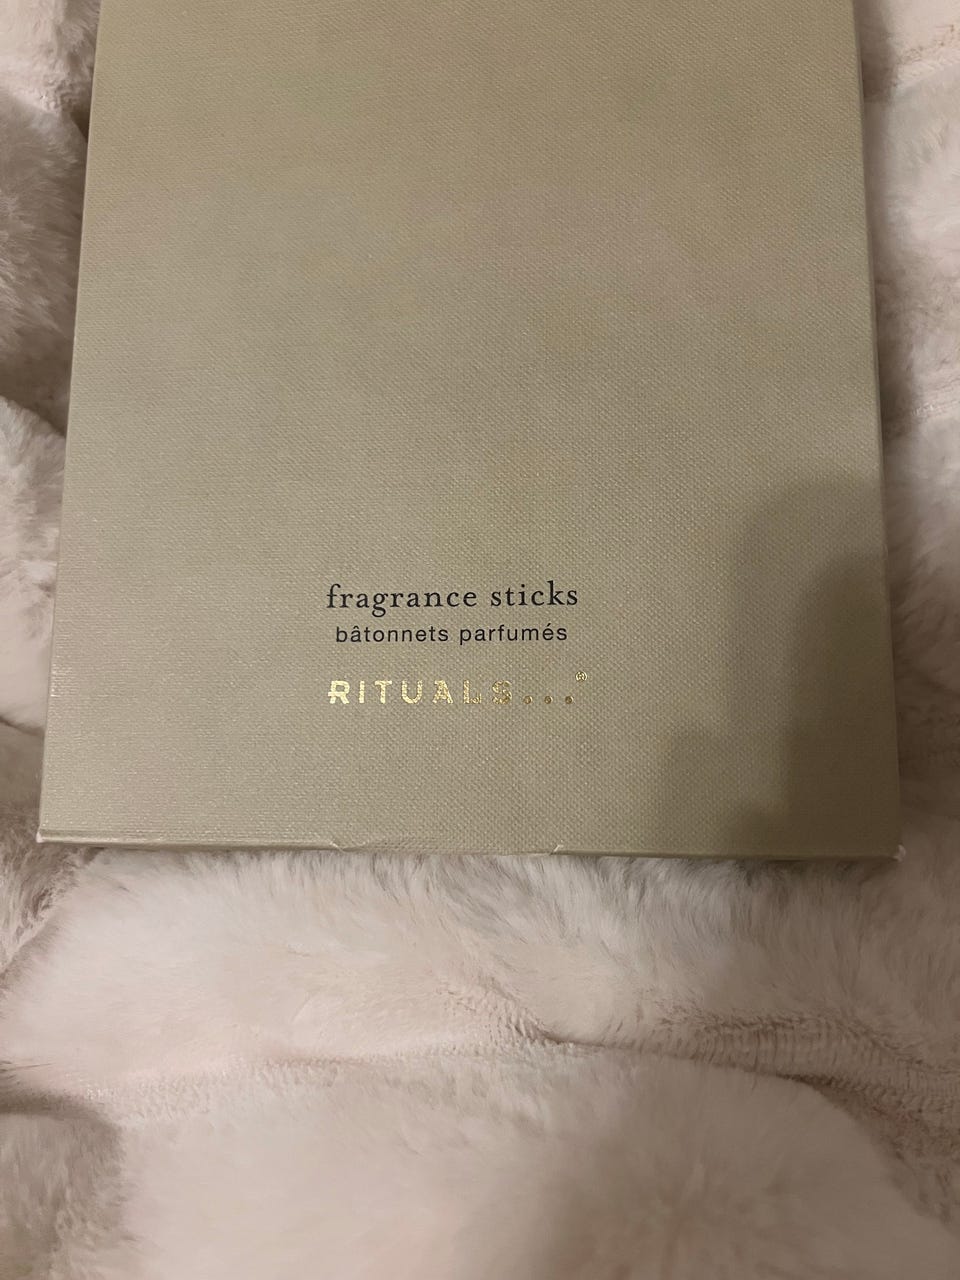 fragrance sticks
bâtonnets parfumés
RITUALS...®